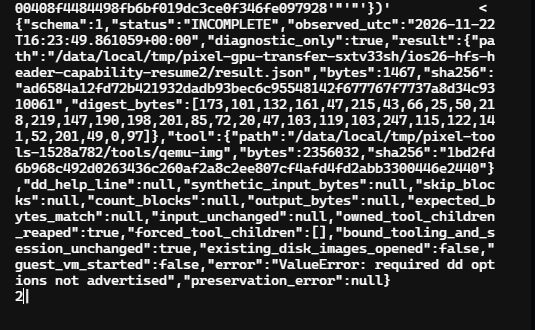 00408f4484498fb6bf019dc3ce0f346fe097928'"'"'})'           <
{"schema":1,"status":"INCOMPLETE","observed_utc":"2026-11-22
T16:23:49.861059+00:00","diagnostic_only":true,"result":{"pa
th":"/data/local/tmp/pixel-gpu-transfer-sxtv33sh/ios26-hfs-h
eader-capability-resume2/result.json","bytes":1467,"sha256":
"ad6584a12fd72b421932dadb93bec6c95548142f677767f7737a8d34c93
10061","digest_bytes":[173,101,132,161,47,215,43,66,25,50,21
8,219,147,190,198,201,85,72,20,47,103,119,103,247,115,122,14
1,52,201,49,0,97]},"tool":{"path":"/data/local/tmp/pixel-too
ls-1528a782/tools/qemu-img","bytes":2356032,"sha256":"1bd2fd
6b968c492d0263436c260af2a8c2ee807cf4afd4fd2abb3300446e2440"}
,"dd_help_line":null,"synthetic_input_bytes":null,"skip_bloc
ks":null,"count_blocks":null,"output_bytes":null,"expected_b
ytes_match":null,"input_unchanged":null,"owned_tool_children
_reaped":true,"forced_tool_children":[],"bound_tooling_and_s
ession_unchanged":true,"existing_disk_images_opened":false,"
guest_vm_started":false,"error":"ValueError: required dd opt
ions not advertised","preservation_error":null}
2